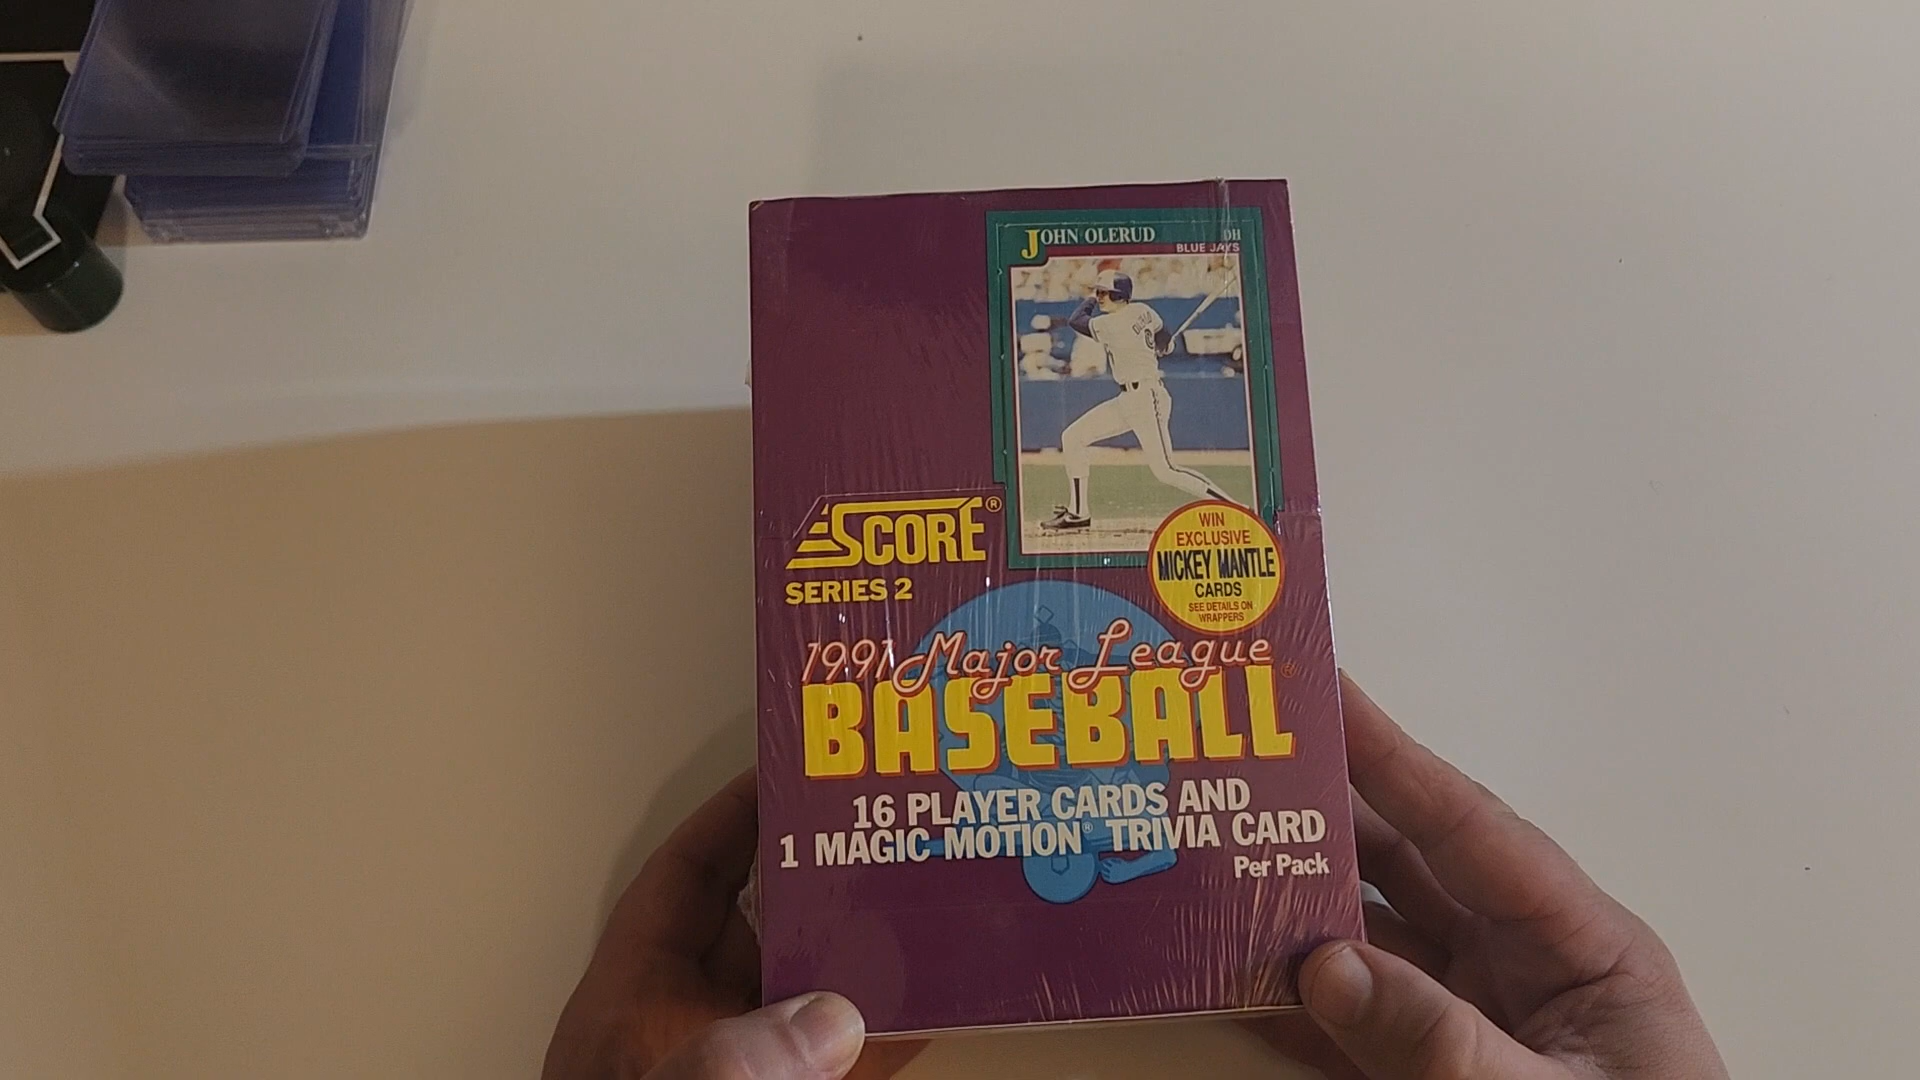 JOHN OLERUD DH
BLUE JAYS
SCORE®
SERIES 2
WIN
EXCLUSIVE
MICKEY MANTLE
CARDS
SEE DETAILS ON
WRAPPERS
1991 Major League
BASEBALL®
16 PLAYER CARDS AND
1 MAGIC MOTION® TRIVIA CARD
Per Pack